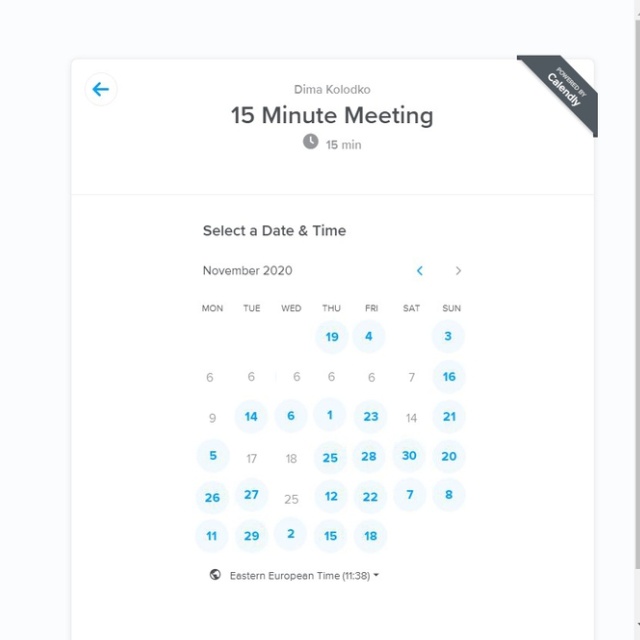 POWERED BY
Calendly
Dima Kolodko
15 Minute Meeting
15 min
Select a Date & Time
November 2020
MON TUE WED THU FRI SAT SUN
19 4 3
6 6 6 6 6 7 16
9 14 6 1 23 14 21
5 17 18 25 28 30 20
26 27 25 12 22 7 8
11 29 2 15 18
Eastern European Time (11:38)